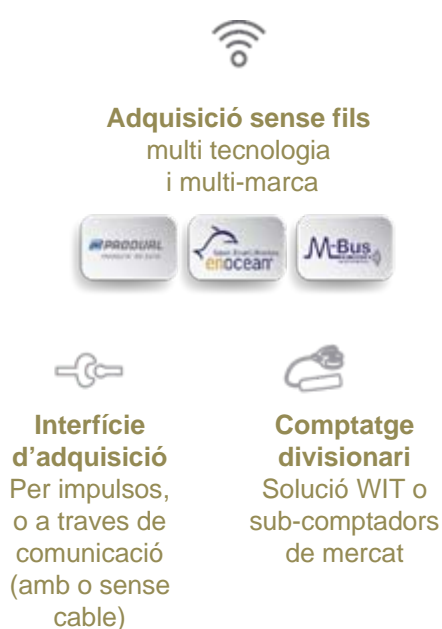 Adquisició sense fils
multi tecnologia
i multi-marca
PRODUAL
enocean
M-Bus
Interfície
d'adquisició
Per impulsos,
o a traves de
comunicació
(amb o sense
cable)
Comptatge
divisionari
Solució WIT o
sub-comptadors
de mercat